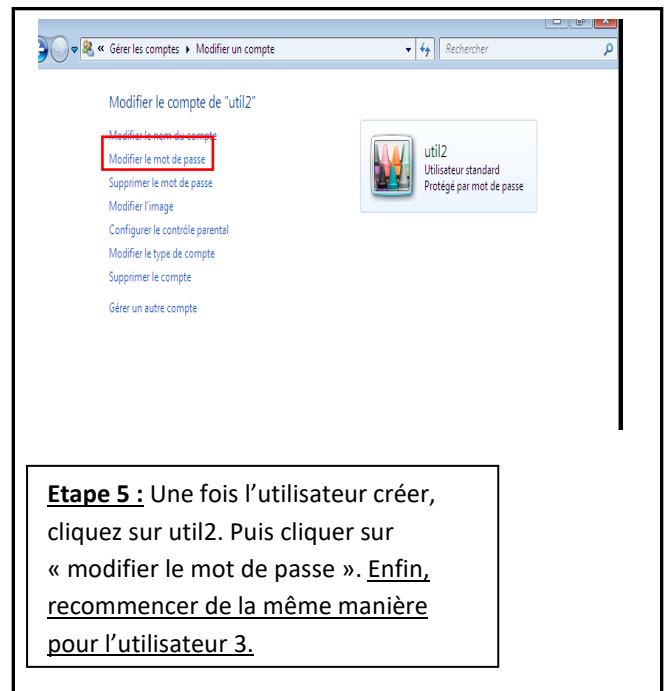 « Gérer les comptes ▸ Modifier un compte
Rechercher
Modifier le compte de "util2"
Modifier le nom du compte
Modifier le mot de passe
Supprimer le mot de passe
Modifier l'image
Configurer le contrôle parental
Modifier le type de compte
Supprimer le compte
Gérer un autre compte
util2
Utilisateur standard
Protégé par mot de passe
Etape 5 : Une fois l’utilisateur créer,
cliquez sur util2. Puis cliquer sur
« modifier le mot de passe ». Enfin,
recommencer de la même manière
pour l’utilisateur 3.